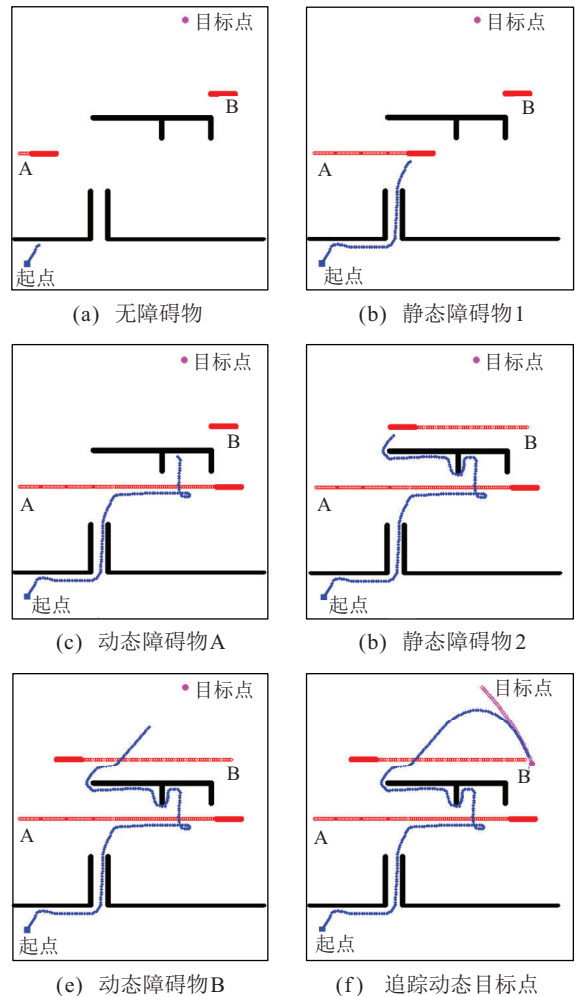 目标点
B
A
起点
(a) 无障碍物
目标点
B
A
起点
(b) 静态障碍物1
目标点
B
A
起点
(c) 动态障碍物A
目标点
B
A
起点
(b) 静态障碍物2
目标点
B
A
起点
(e) 动态障碍物B
目标点
B
A
起点
(f) 追踪动态目标点